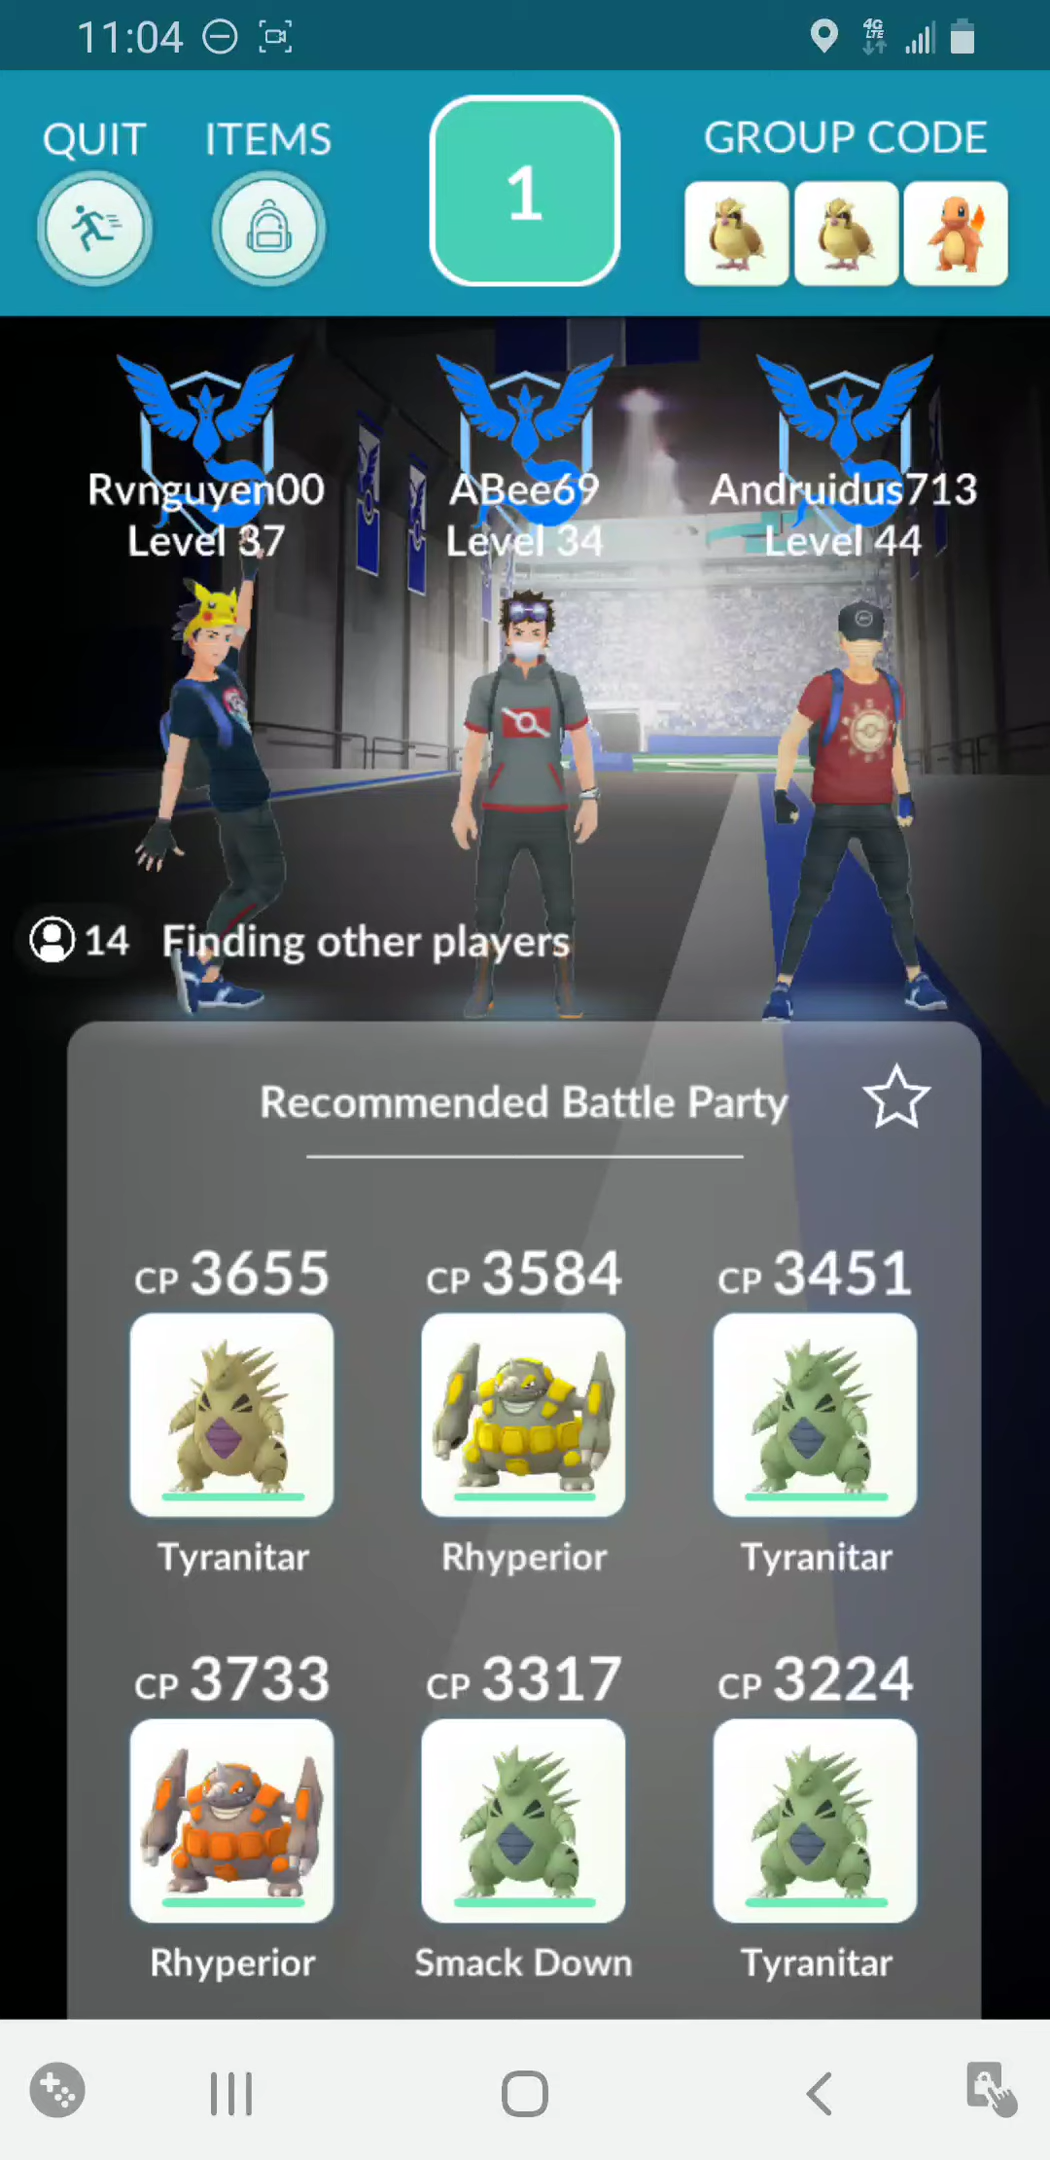 11:04
4G LTE
QUIT ITEMS 1 GROUP CODE
Rvnguyen00 ABee69 Andruidus713
Level 37 Level 34 Level 44
14 Finding other players
Recommended Battle Party
CP 3655 CP 3584 CP 3451
Tyranitar Rhyperior Tyranitar
CP 3733 CP 3317 CP 3224
Rhyperior Smack Down Tyranitar